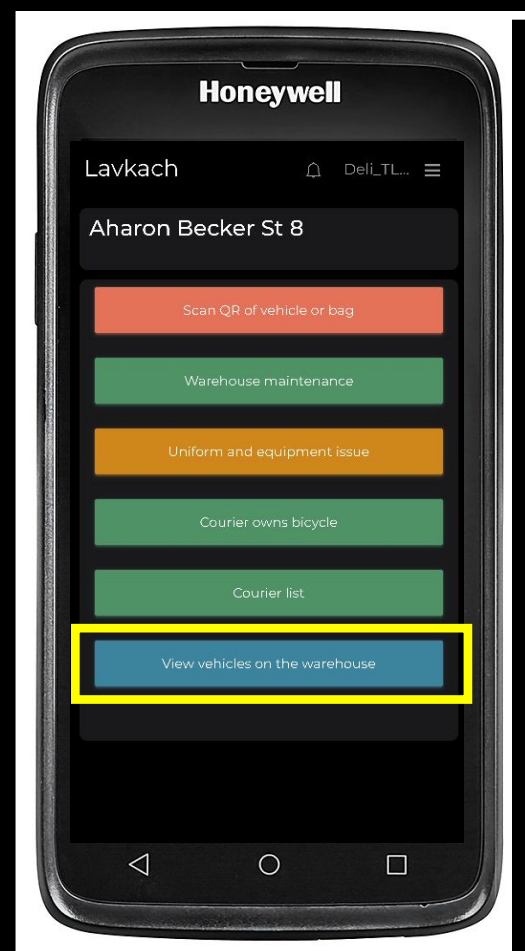 Honeywell
Lavkach
Deli_TL...
Aharon Becker St 8
Scan QR of vehicle or bag
Warehouse maintenance
Uniform and equipment issue
Courier owns bicycle
Courier list
View vehicles on the warehouse